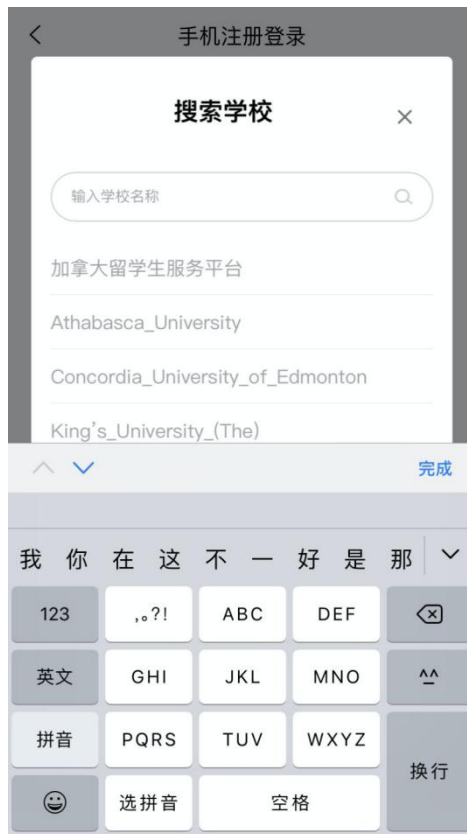 手机注册登录
搜索学校
输入学校名称
加拿大留学生服务平台
Athabasca_University
Concordia_University_of_Edmonton
King's_University_(The)
完成
我 你 在 这 不 一 好 是 那
123 ,。?! ABC DEF
英文 GHI JKL MNO ^^
拼音 PQRS TUV WXYZ
换行
选拼音 空格